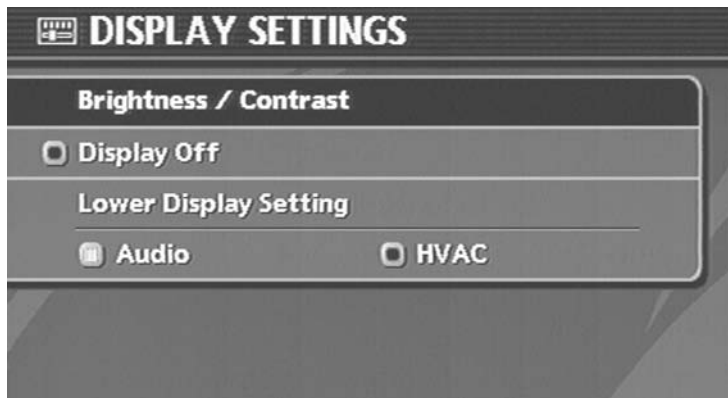 DISPLAY SETTINGS
Brightness / Contrast
Display Off
Lower Display Setting
Audio HVAC